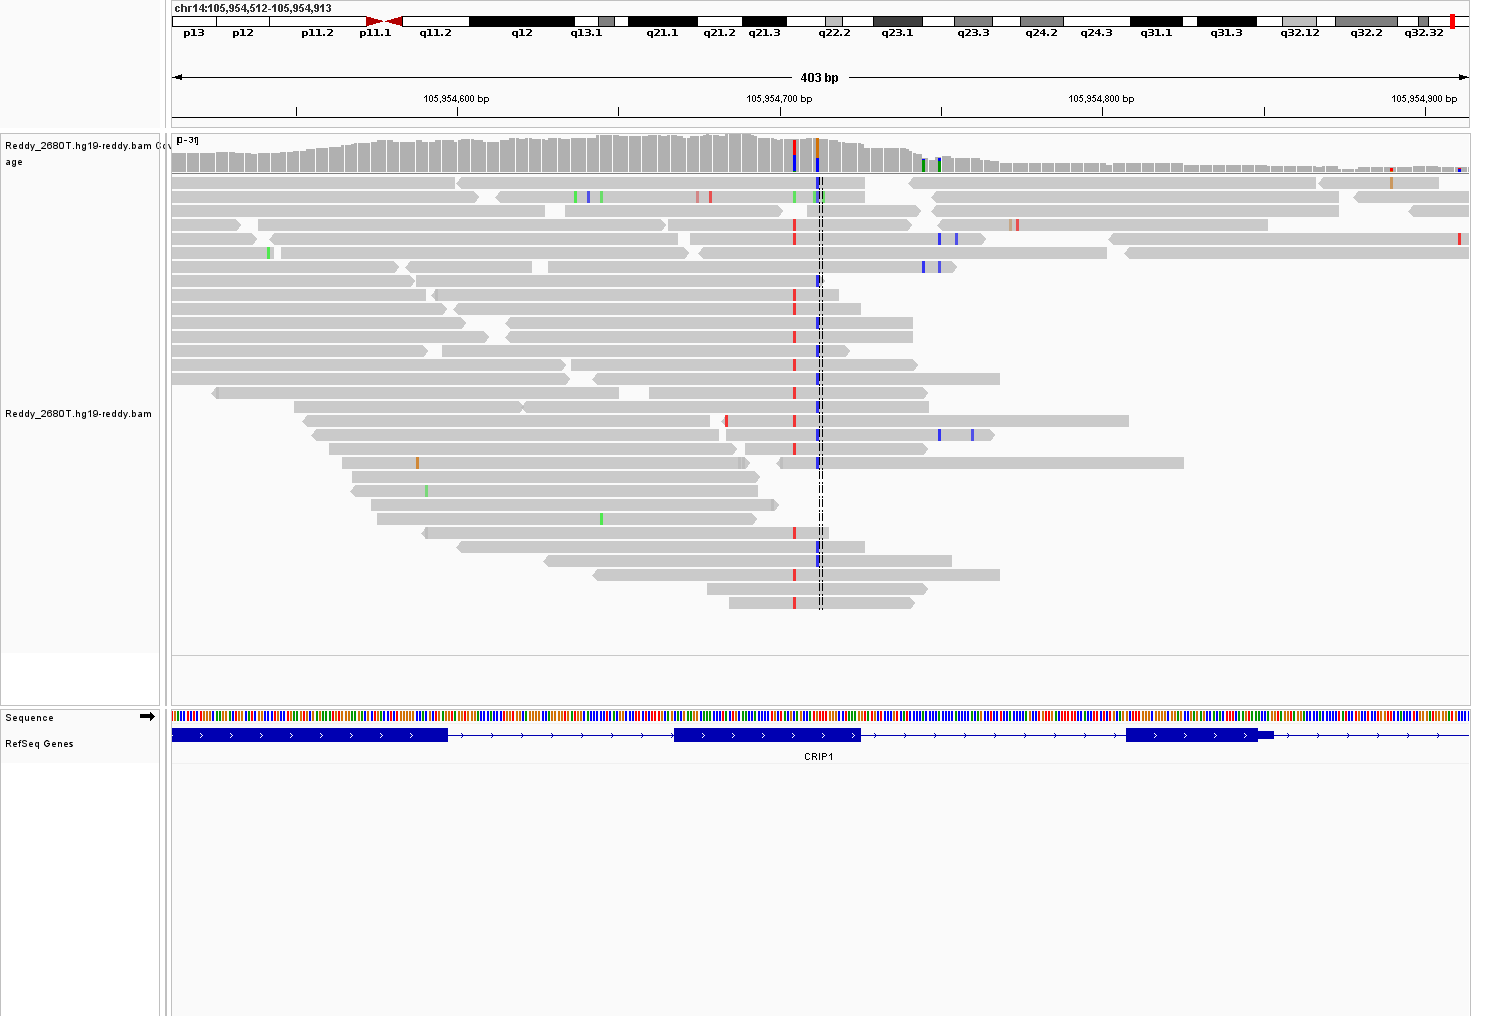 chr14:105,954,512-105,954,913
p13 p12 p11.2 p11.1 q11.2 q12 q13.1 q21.1 q21.2 q21.3 q22.2 q23.1 q23.3 q24.2 q24.3 q31.1 q31.3 q32.12 q32.2 q32.32
403 bp
105,954,600 bp 105,954,700 bp 105,954,800 bp 105,954,900 bp
[0-31]
Reddy_2680T.hg19-reddy.bam Cov
age
Reddy_2680T.hg19-reddy.bam
Sequence
RefSeq Genes
CRIP1